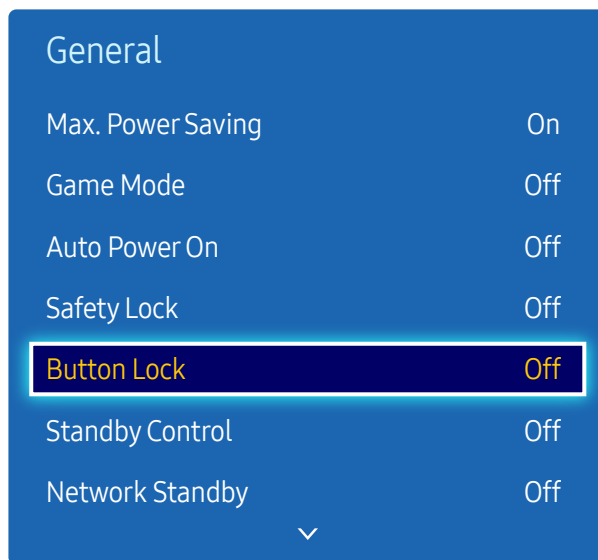 General
Max. Power Saving On
Game Mode Off
Auto Power On Off
Safety Lock Off
Button Lock Off
Standby Control Off
Network Standby Off